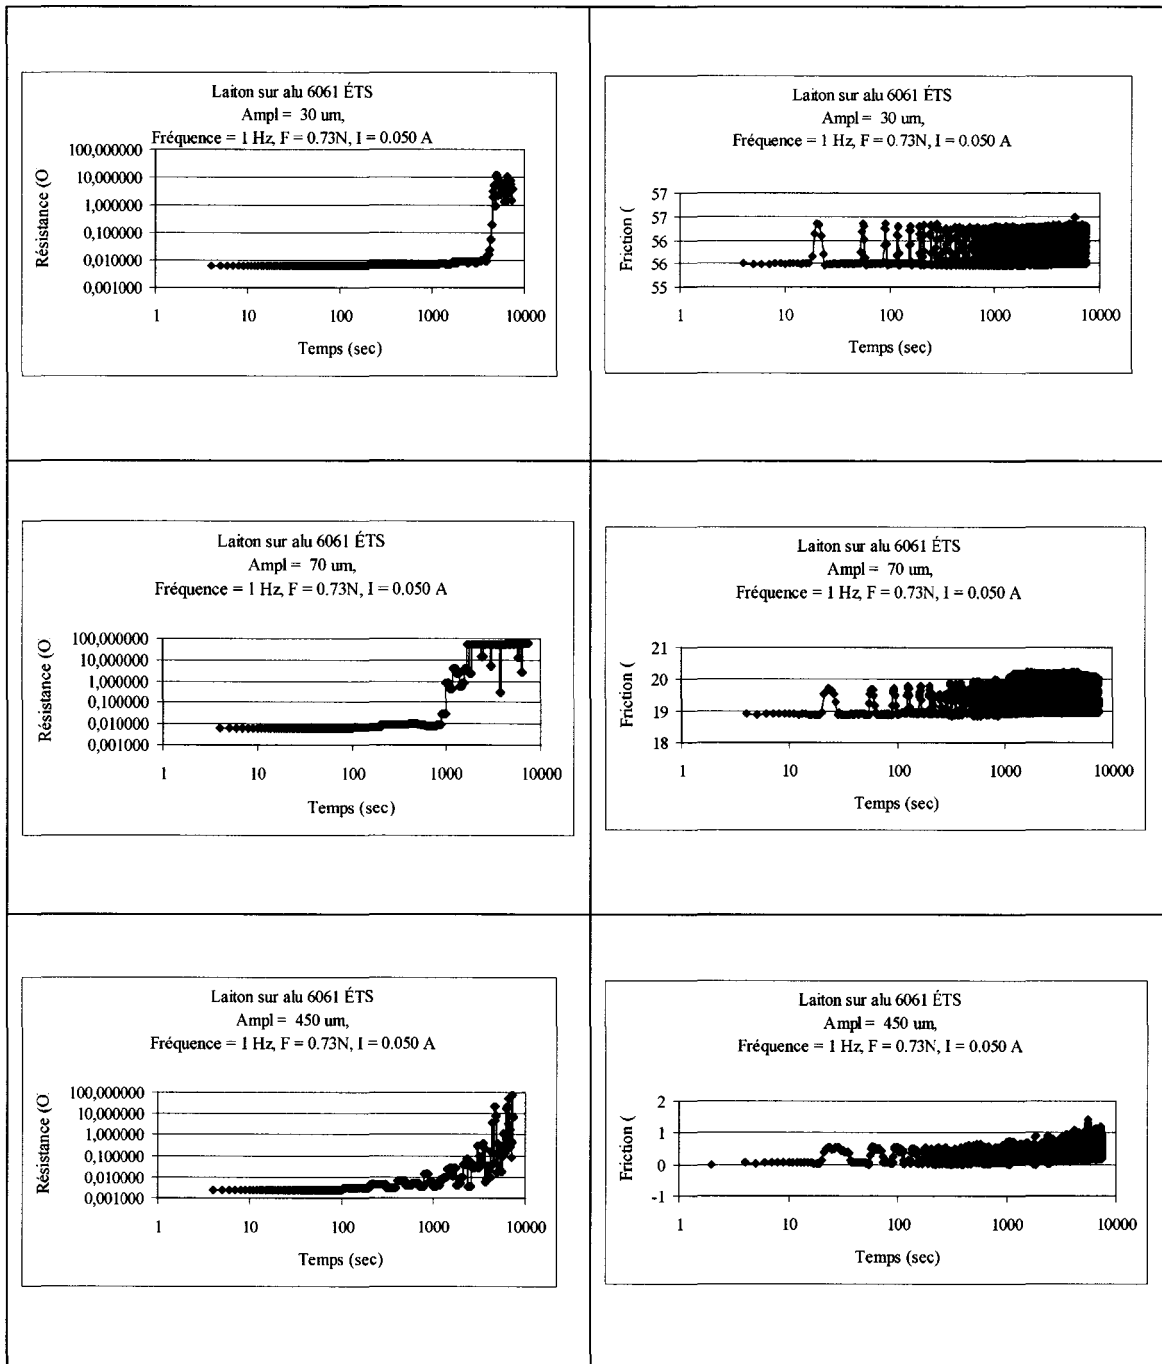 Laiton sur alu 6061 ÉTS
Ampl = 30 um,
Fréquence = 1 Hz, F = 0.73N, I = 0.050 A
Résistance (O
100,000000
10,000000
1,000000
0,100000
0,010000
0,001000
1 10 100 1000 10000
Temps (sec)
Laiton sur alu 6061 ÉTS
Ampl = 30 um,
Fréquence = 1 Hz, F = 0.73N, I = 0.050 A
Friction (
57
57
56
56
55
1 10 100 1000 10000
Temps (sec)
Laiton sur alu 6061 ÉTS
Ampl = 70 um,
Fréquence = 1 Hz, F = 0.73N, I = 0.050 A
Résistance (O
100,000000
10,000000
1,000000
0,100000
0,010000
0,001000
1 10 100 1000 10000
Temps (sec)
Laiton sur alu 6061 ÉTS
Ampl = 70 um,
Fréquence = 1 Hz, F = 0.73N, I = 0.050 A
Friction (
21
20
19
18
1 10 100 1000 10000
Temps (sec)
Laiton sur alu 6061 ÉTS
Ampl = 450 um,
Fréquence = 1 Hz, F = 0.73N, I = 0.050 A
Résistance (O
100,000000
10,000000
1,000000
0,100000
0,010000
0,001000
1 10 100 1000 10000
Temps (sec)
Laiton sur alu 6061 ÉTS
Ampl = 450 um,
Fréquence = 1 Hz, F = 0.73N, I = 0.050 A
Friction (
2
1
0
-1
1 10 100 1000 10000
Temps (sec)